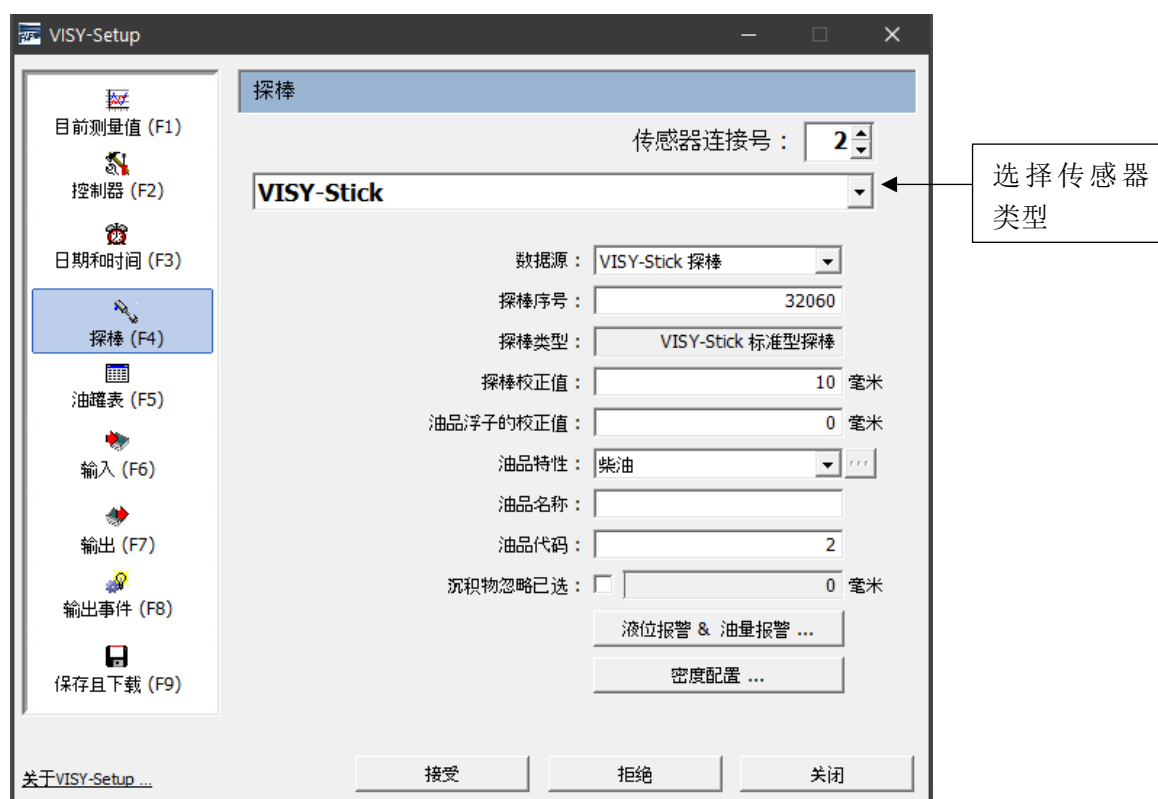 VISY-Setup
目前测量值 (F1)
控制器 (F2)
日期和时间 (F3)
探棒 (F4)
油罐表 (F5)
输入 (F6)
输出 (F7)
输出事件 (F8)
保存且下载 (F9)
关于VISY-Setup ...
探棒
传感器连接号： 2
VISY-Stick
数据源： VISY-Stick 探棒
探棒序号： 32060
探棒类型： VISY-Stick 标准型探棒
探棒校正值： 10 毫米
油品浮子的校正值： 0 毫米
油品特性： 柴油 ...
油品名称：
油品代码： 2
沉积物忽略已选： 0 毫米
液位报警 & 油量报警 ...
密度配置 ...
接受 拒绝 关闭
选择传感器
类型